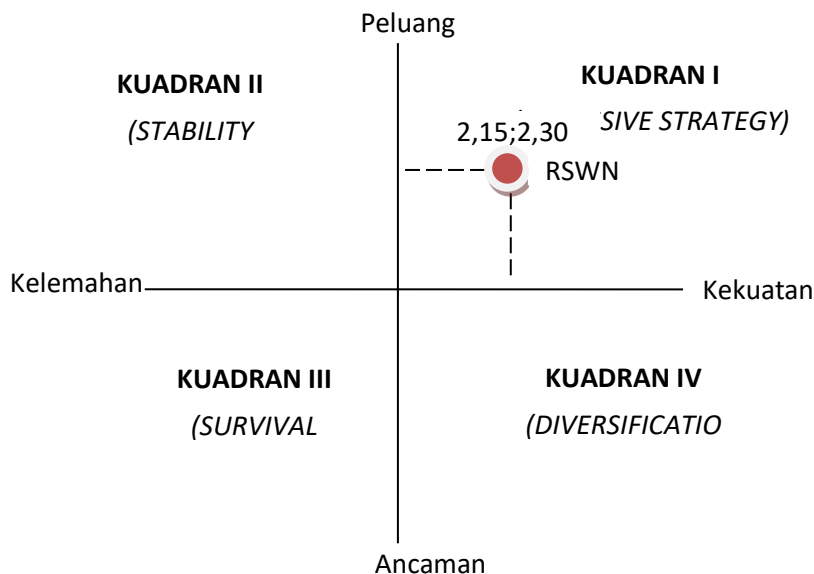 Peluang
KUADRAN II
(STABILITY
KUADRAN I
SIVE STRATEGY)
2,15;2,30
RSWN
Kelemahan
Kekuatan
KUADRAN III
(SURVIVAL
KUADRAN IV
(DIVERSIFICATIO
Ancaman